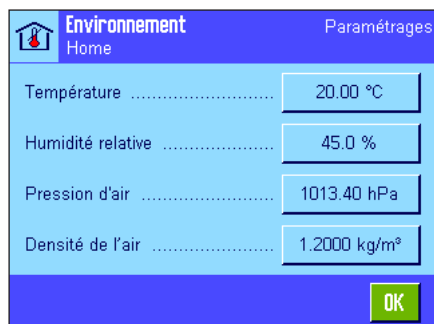 Environnement
Paramétrages
Home
Température .......................... 20.00 °C
Humidité relative .................... 45.0 %
Pression d'air ........................ 1013.40 hPa
Densité de l'air ...................... 1.2000 kg/m³
OK